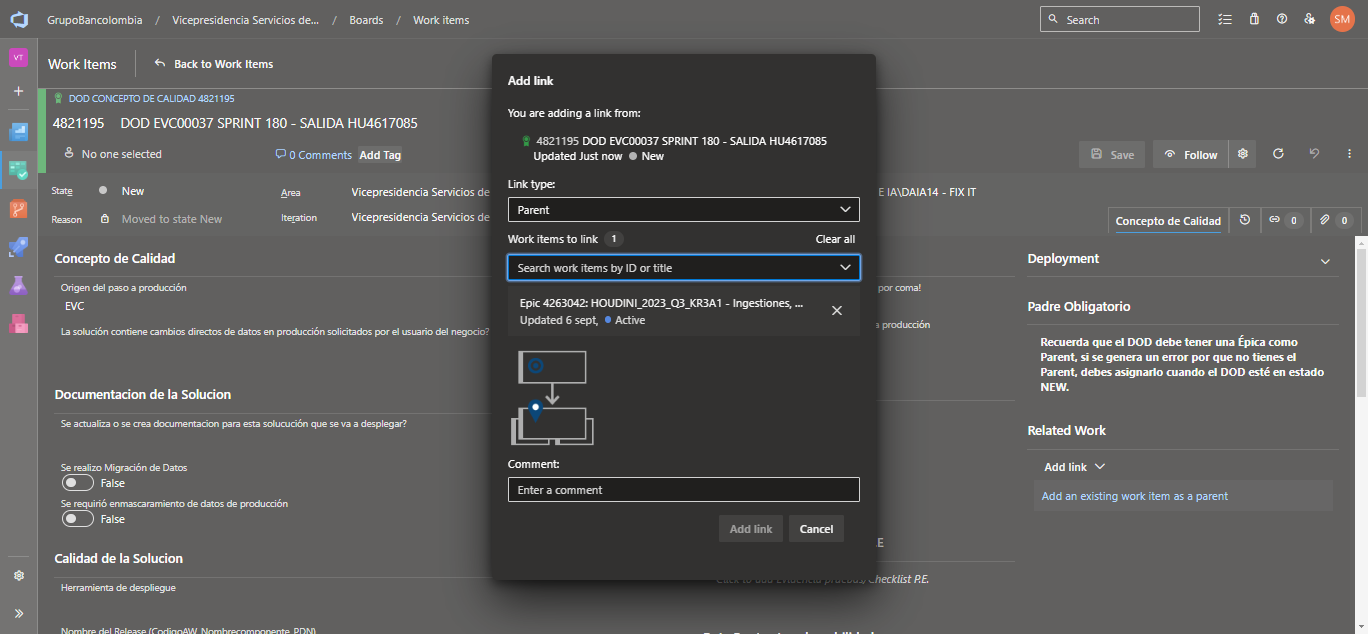 GrupoBancolombia / Vicepresidencia Servicios de... / Boards / Work items
Search
SM
VT
Work Items
Back to Work Items
DOD CONCEPTO DE CALIDAD 4821195
4821195 DOD EVC00037 SPRINT 180 - SALIDA HU4617085
No one selected
0 Comments
Add Tag
Save
Follow
State
New
Area
Vicepresidencia Servicios de
E IA\DAIA14 - FIX IT
Reason
Moved to state New
Iteration
Vicepresidencia Servicios de
Concepto de Calidad
0
0
Concepto de Calidad
Origen del paso a producción
EVC
por coma!
La solución contiene cambios directos de datos en producción solicitados por el usuario del negocio?
a producción
Documentacion de la Solucion
Se actualiza o se crea documentacion para esta solucución que se va a desplegar?
Se realizo Migración de Datos
False
Se requirió enmascaramiento de datos de producción
False
Calidad de la Solucion
Herramienta de despliegue
Nombre del Release (CodigoAW_Nombrecomponente_PDN)
Add link
You are adding a link from:
4821195 DOD EVC00037 SPRINT 180 - SALIDA HU4617085
Updated Just now
New
Link type:
Parent
Work items to link 1
Clear all
Search work items by ID or title
Epic 4263042: HOUDINI_2023_Q3_KR3A1 - Ingestiones, ...
Updated 6 sept,
Active
Comment:
Enter a comment
Add link
Cancel
Deployment
Padre Obligatorio
Recuerda que el DOD debe tener una Épica como
Parent, si se genera un error por que no tienes el
Parent, debes asignarlo cuando el DOD esté en estado
NEW.
Related Work
Add link
Add an existing work item as a parent
E
Click to add Evidencia pruebas/Checklist P.E.